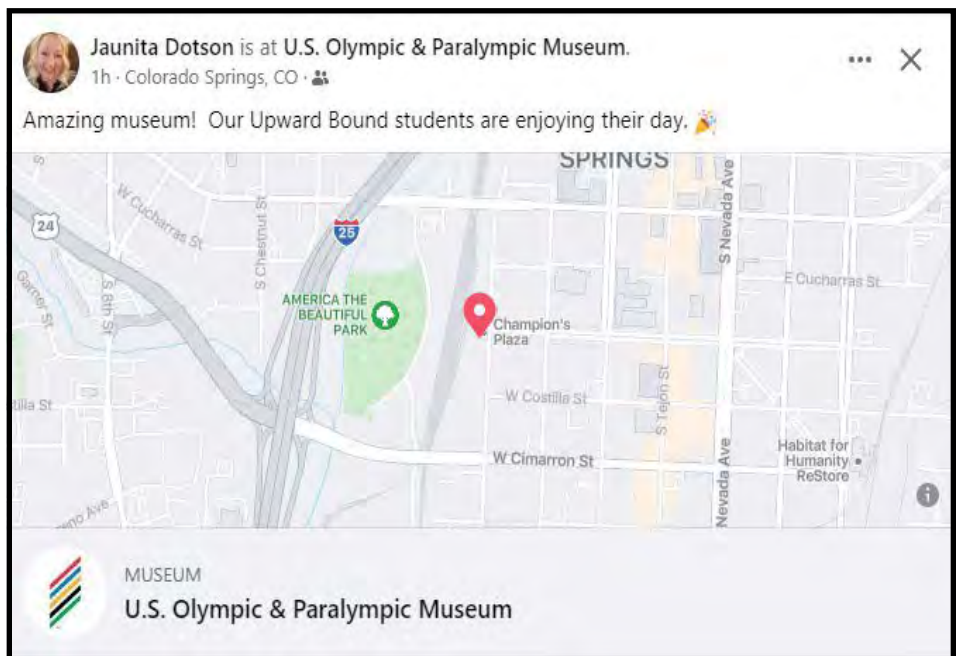 Jaunita Dotson is at U.S. Olympic & Paralympic Museum.
1h · Colorado Springs, CO ·
Amazing museum! Our Upward Bound students are enjoying their day. 🎉
SPRINGS
W Cucharras St
S Chestnut St
24
25
S Nevada Ave
E Cucharras St
S 8th St
AMERICA THE
BEAUTIFUL
PARK
Champion's
Plaza
W Costilla St
S Tejon St
tilla St
W Cimarron St
Nevada Ave
Habitat for
Humanity
ReStore
eno Ave
MUSEUM
U.S. Olympic & Paralympic Museum